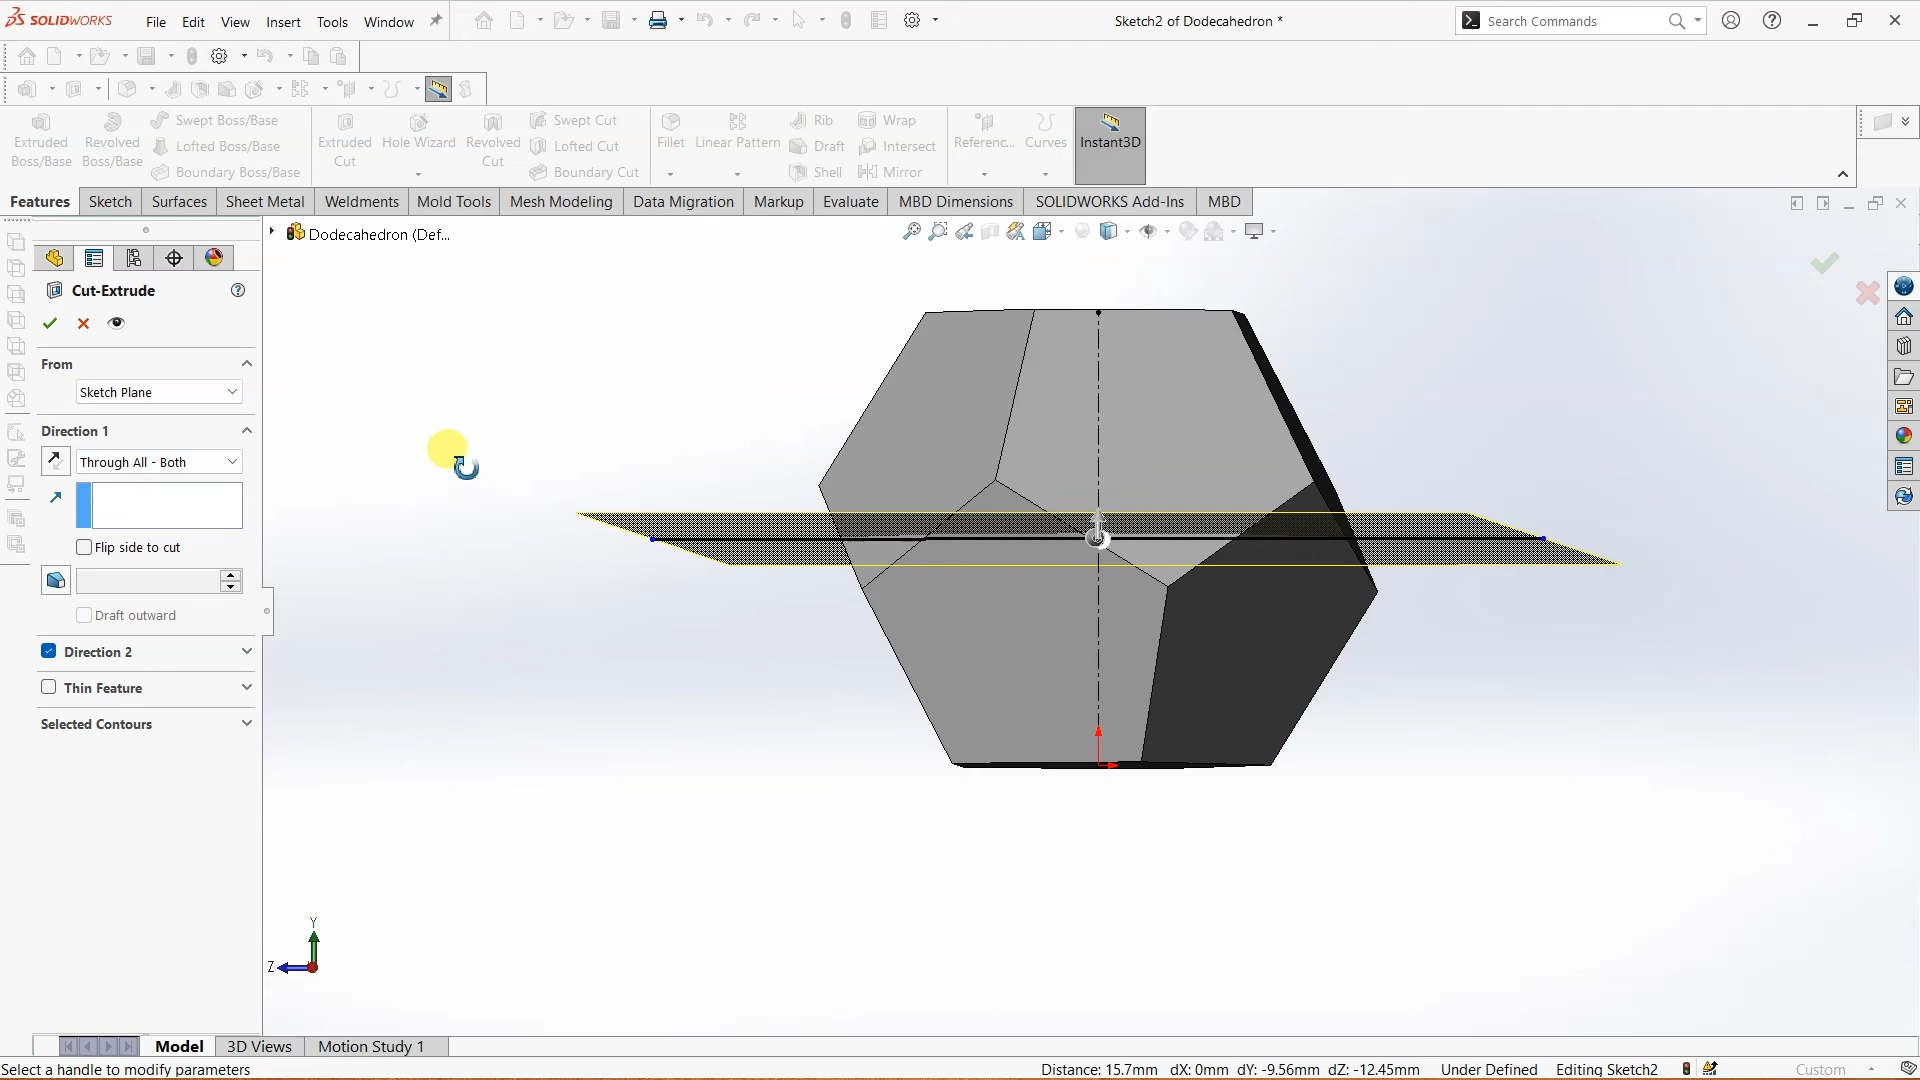 SOLIDWORKS File Edit View Insert Tools Window
Sketch2 of Dodecahedron *
Search Commands
Extruded Boss/Base
Revolved Boss/Base
Swept Boss/Base
Lofted Boss/Base
Boundary Boss/Base
Extruded Cut
Hole Wizard
Revolved Cut
Swept Cut
Lofted Cut
Boundary Cut
Fillet
Linear Pattern
Rib
Draft
Shell
Wrap
Intersect
Mirror
Referenc...
Curves
Instant3D
Features Sketch Surfaces Sheet Metal Weldments Mold Tools Mesh Modeling Data Migration Markup Evaluate MBD Dimensions SOLIDWORKS Add-Ins MBD
Dodecahedron (Def...
Cut-Extrude
From
Sketch Plane
Direction 1
Through All - Both
Flip side to cut
Draft outward
Direction 2
Thin Feature
Selected Contours
Y
Z
Model 3D Views Motion Study 1
Select a handle to modify parameters
Distance: 15.7mm dX: 0mm dY: -9.56mm dZ: -12.45mm Under Defined Editing Sketch2 Custom